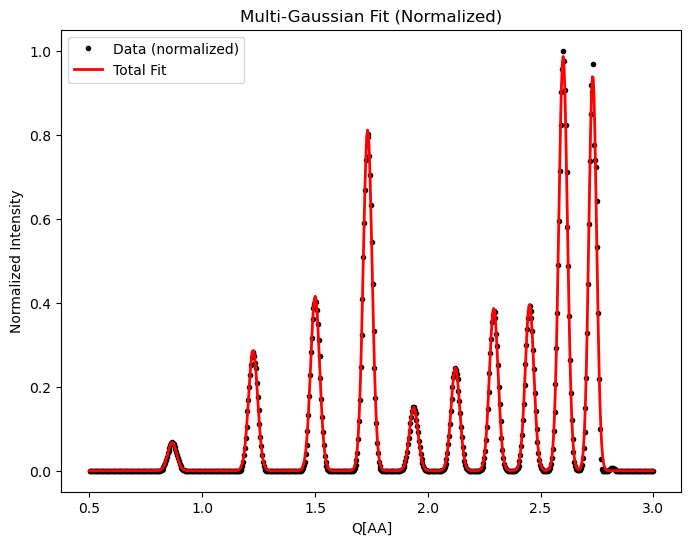 Multi-Gaussian Fit (Normalized)
Data (normalized)
Total Fit
Normalized Intensity
1.0
0.8
0.6
0.4
0.2
0.0
0.5
1.0
1.5
2.0
2.5
3.0
Q[AA]